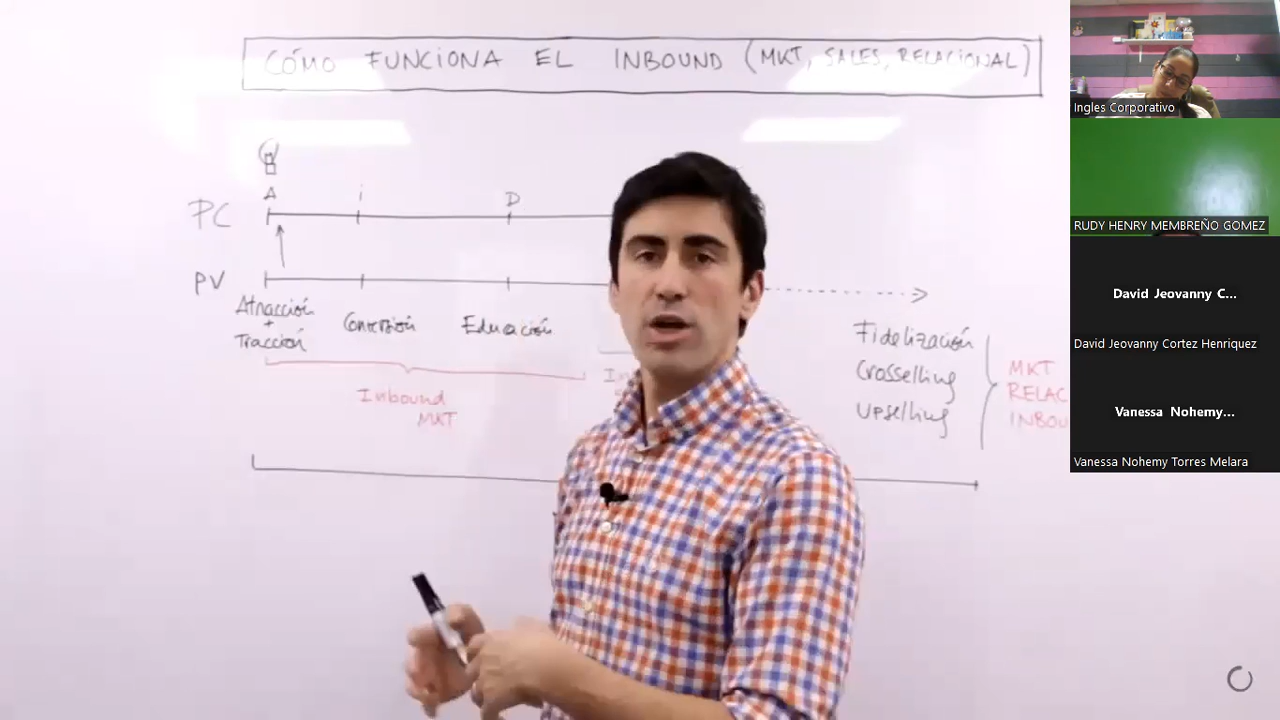 CÓMO FUNCIONA EL INBOUND (MKT, SALES, RELACIONAL)
A
i
D
PC
PV
Atracción
+
Tracción
Conversión
Educación
Inbound
MKT
In
Fidelización
Crosselling
Upselling
MKT
RELAC
INBOU
Ingles Corporativo
RUDY HENRY MEMBREÑO GOMEZ
David Jeovanny C...
David Jeovanny Cortez Henriquez
Vanessa Nohemy...
Vanessa Nohemy Torres Melara